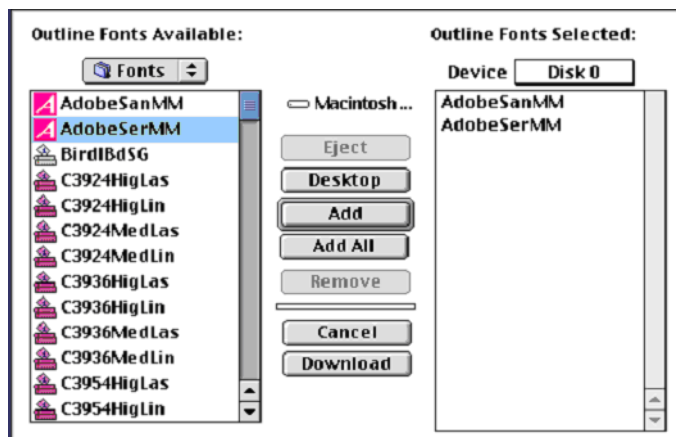 Outline Fonts Available:
Fonts
AdobeSanMM
AdobeSerMM
BirdlBdSG
C3924HigLas
C3924HigLin
C3924MedLas
C3924MedLin
C3936HigLas
C3936HigLin
C3936MedLas
C3936MedLin
C3954HigLas
C3954HigLin
Macintosh ...
Eject
Desktop
Add
Add All
Remove
Cancel
Download
Outline Fonts Selected:
Device Disk 0
AdobeSanMM
AdobeSerMM